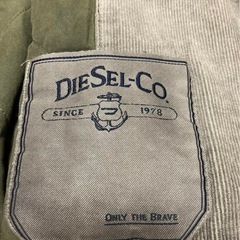 DIESEL-CO.
SINCE 1978
ONLY THE BRAVE